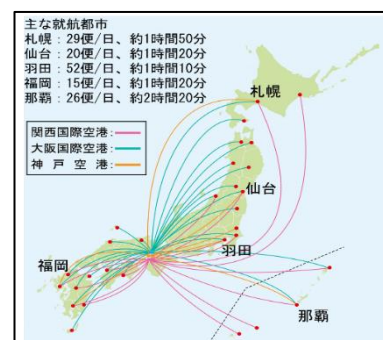 主な就航都市
札幌：29便/日、約1時間50分
仙台：20便/日、約1時間20分
羽田：52便/日、約1時間10分
福岡：15便/日、約1時間20分
那覇：26便/日、約2時間20分
関西国際空港：
大阪国際空港：
神戸空港：
札幌
仙台
羽田
福岡
那覇